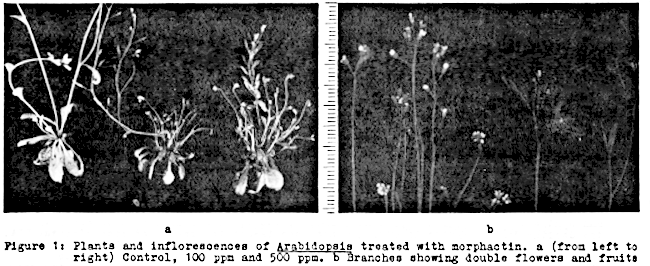 a
b
Figure 1: Plants and inflorescences of Arabidopsis treated with morphactin. a (from left to
right) Control, 100 ppm and 500 ppm. b Branches showing double flowers and fruits